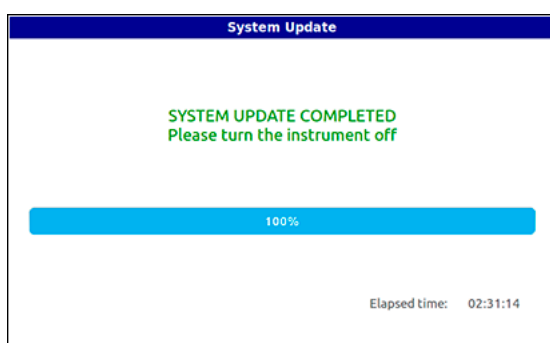 System Update
SYSTEM UPDATE COMPLETED
Please turn the instrument off
100%
Elapsed time: 02:31:14